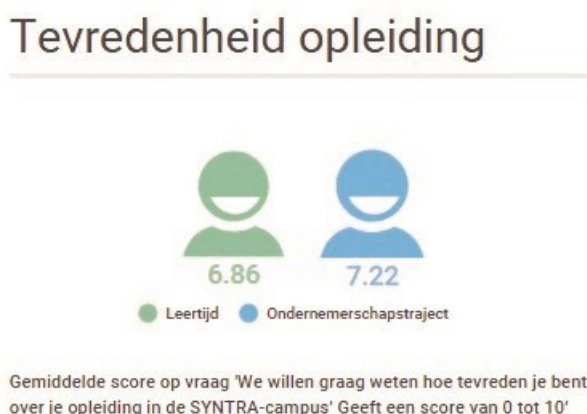 Tevredenheid opleiding
6.86 7.22
Leertijd Ondernemerschapstraject
Gemiddelde score op vraag 'We willen graag weten hoe tevreden je bent
over je opleiding in de SYNTRA-campus' Geeft een score van 0 tot 10'